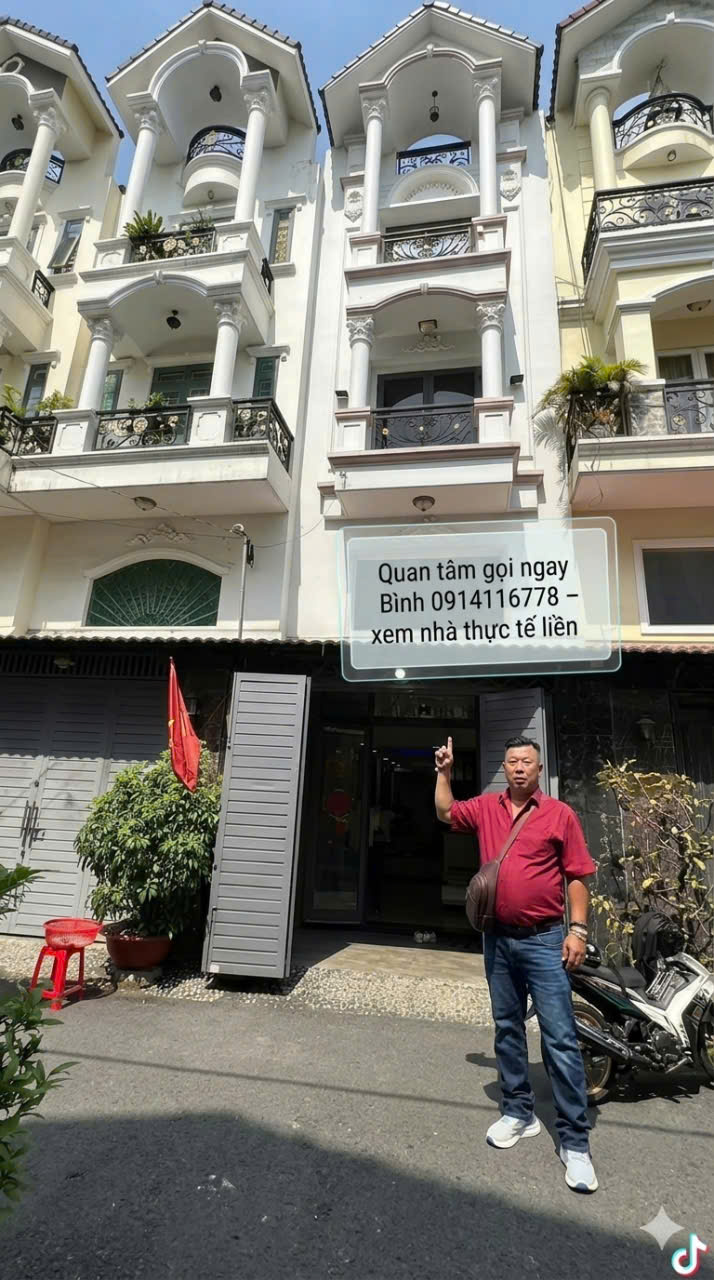 Quan tâm gọi ngay
Bình 0914116778 –
xem nhà thực tế liền